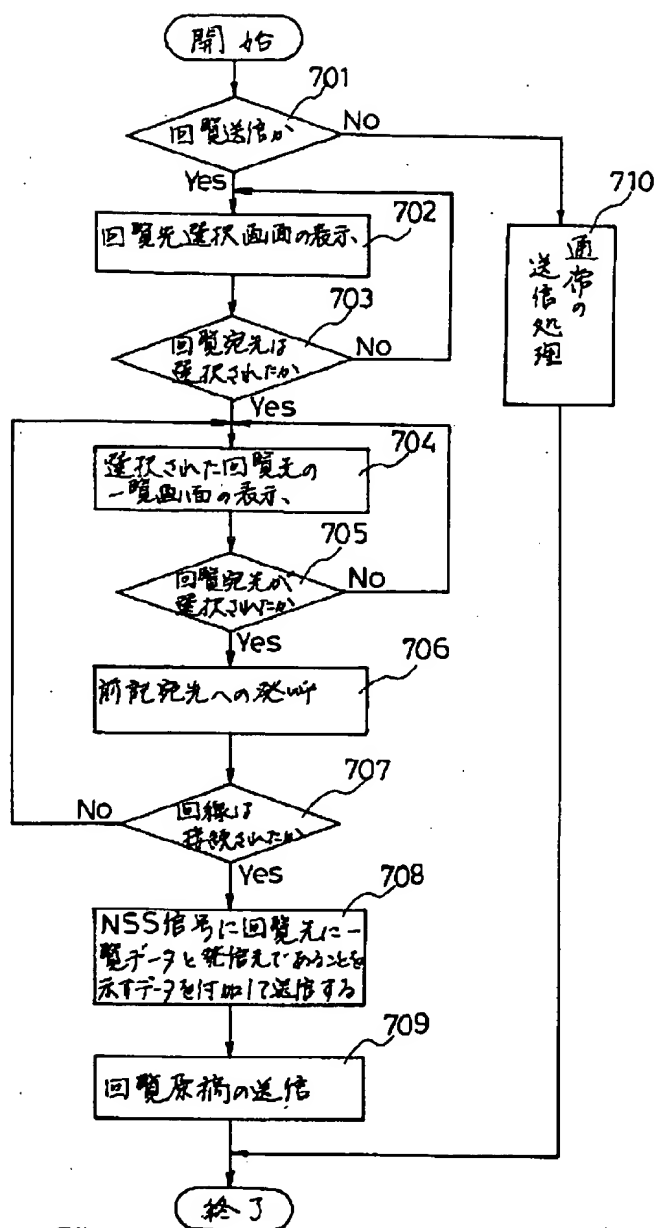 開始
701
回覧送信か
No
Yes
710
702
回覧先選択画面の表示、
通常の
送信処理
703
回覧宛先は
選択されたか
No
Yes
704
選択された回覧先の
一覧画面の表示、
705
回覧宛先が
選択されたか
No
Yes
706
前記宛先への発呼
707
No
回線は
接続されたか
Yes
708
NSS信号に回覧先に一
覧データと発信元であることを
示すデータを付加して送信する
709
回覧原稿の送信
終了